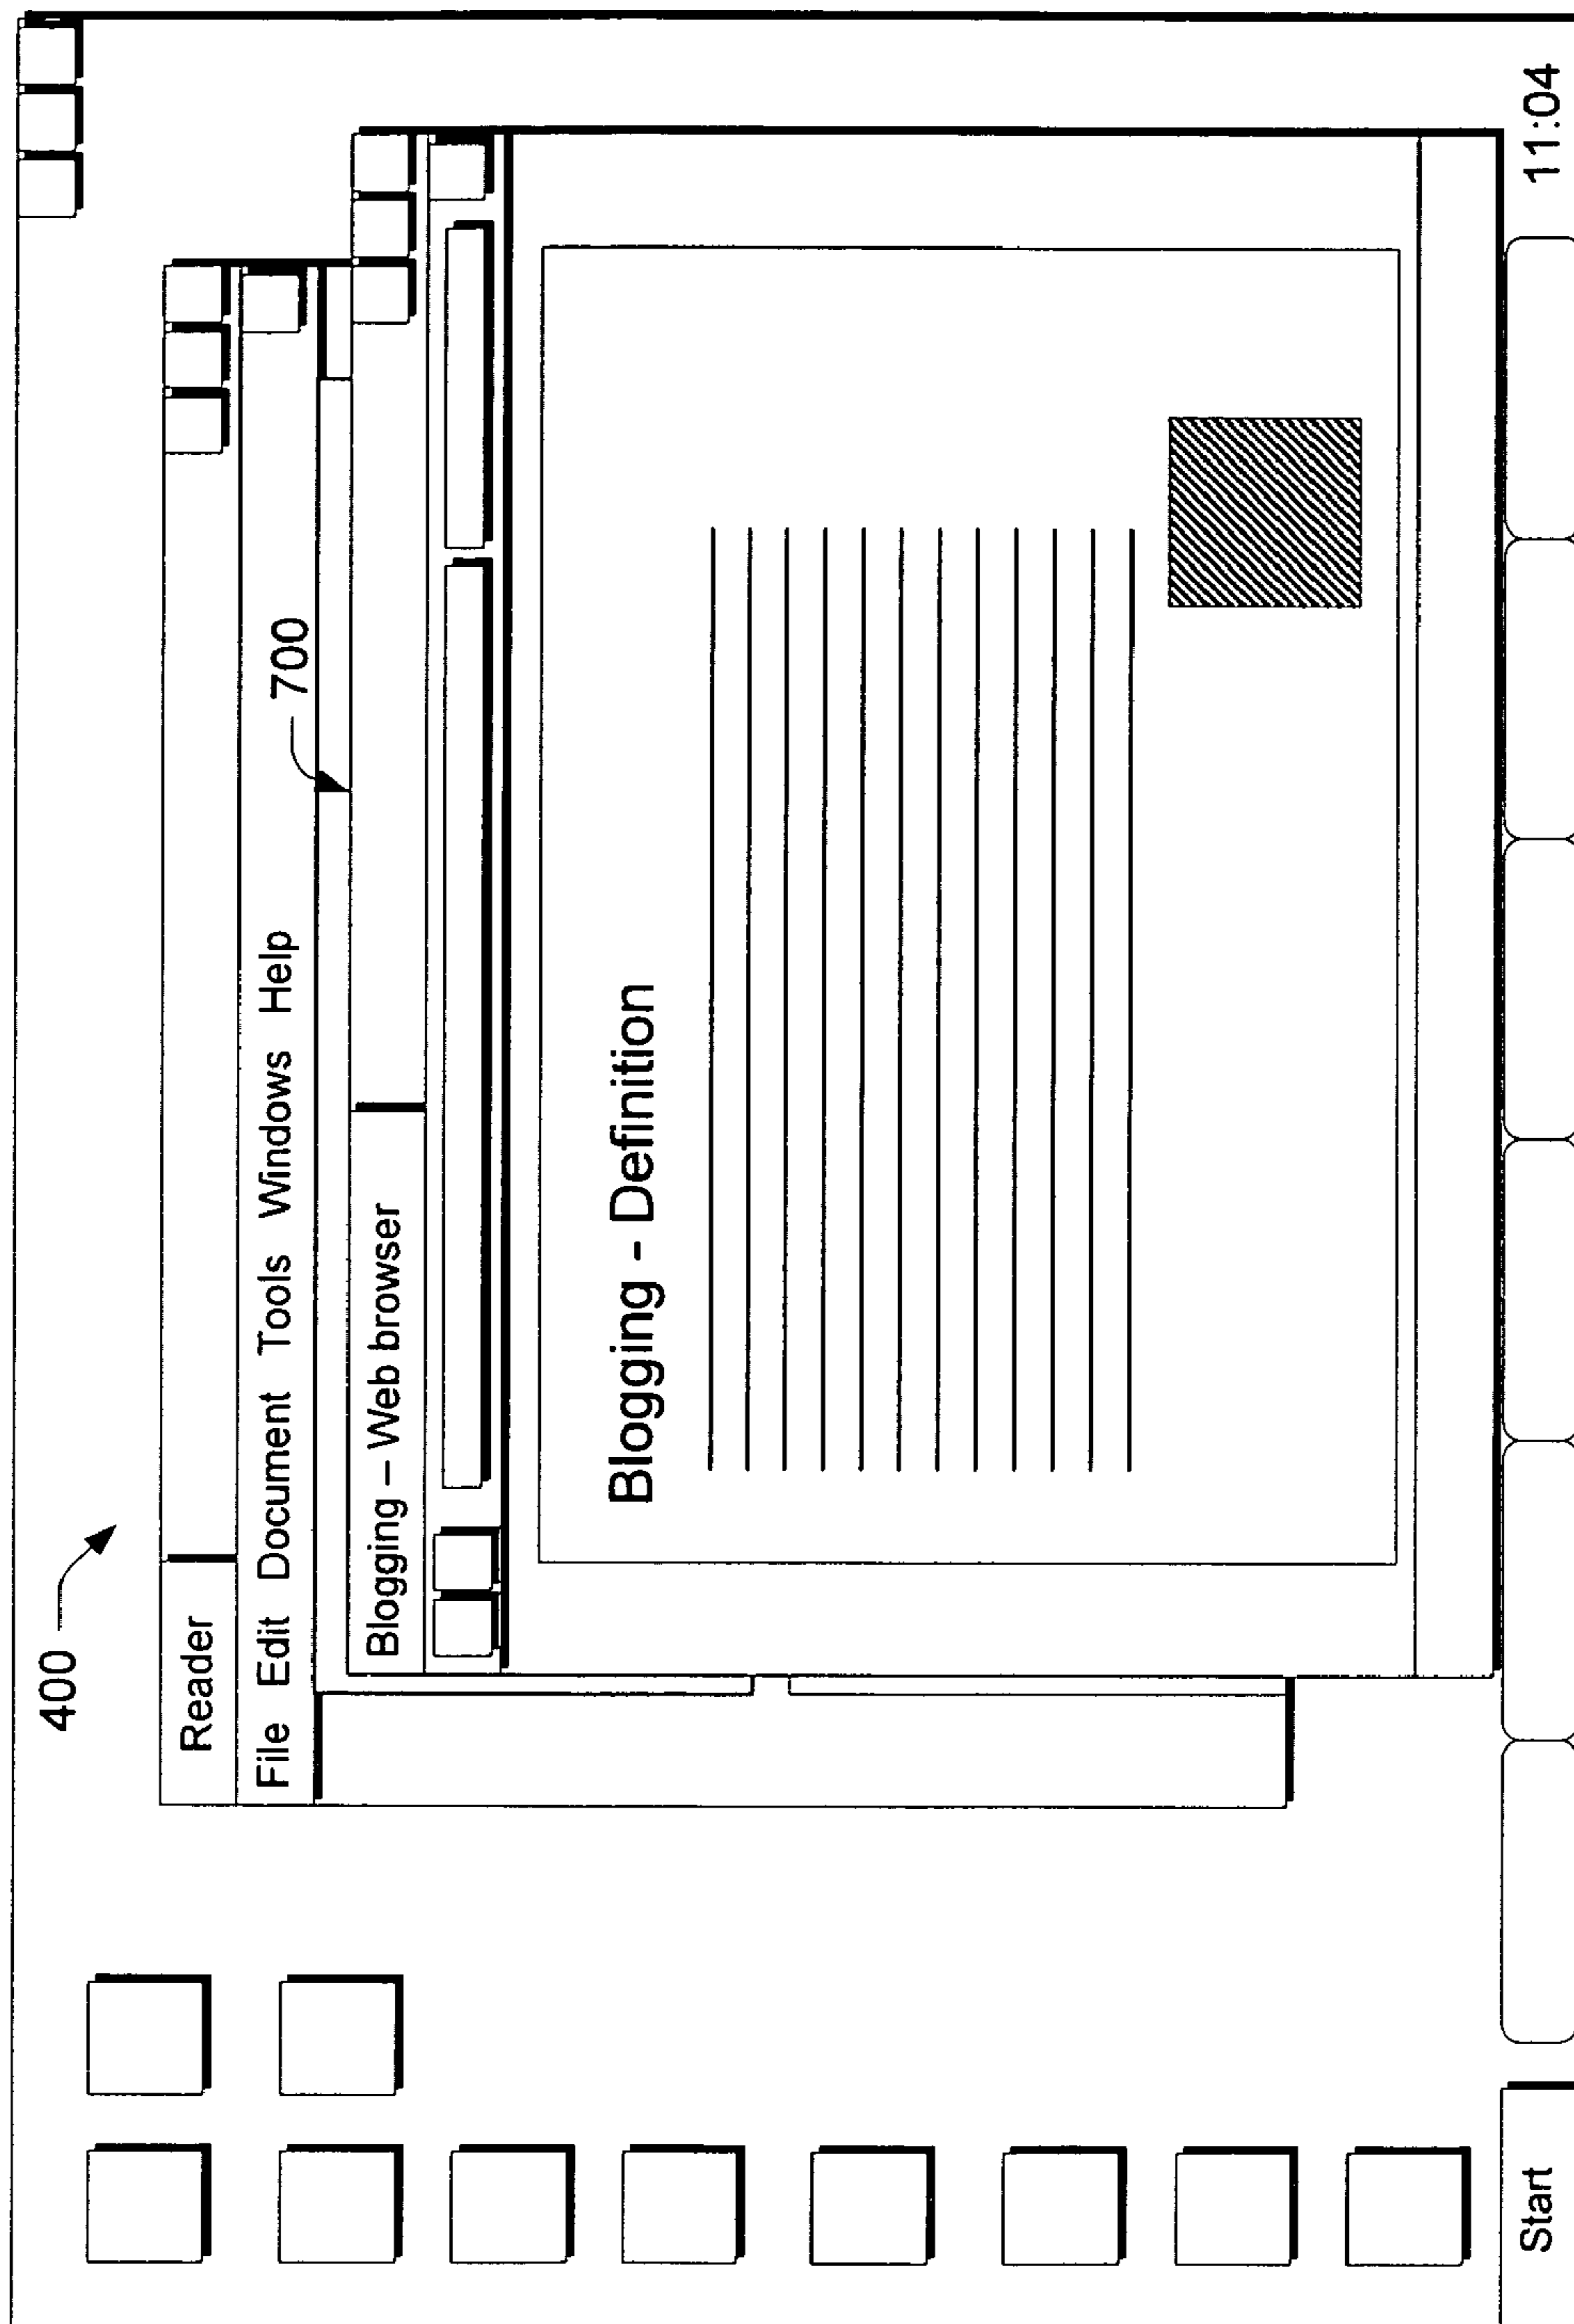 400
Reader
File Edit Document Tools Windows Help
700
Blogging – Web browser
Blogging - Definition
Start
11:04